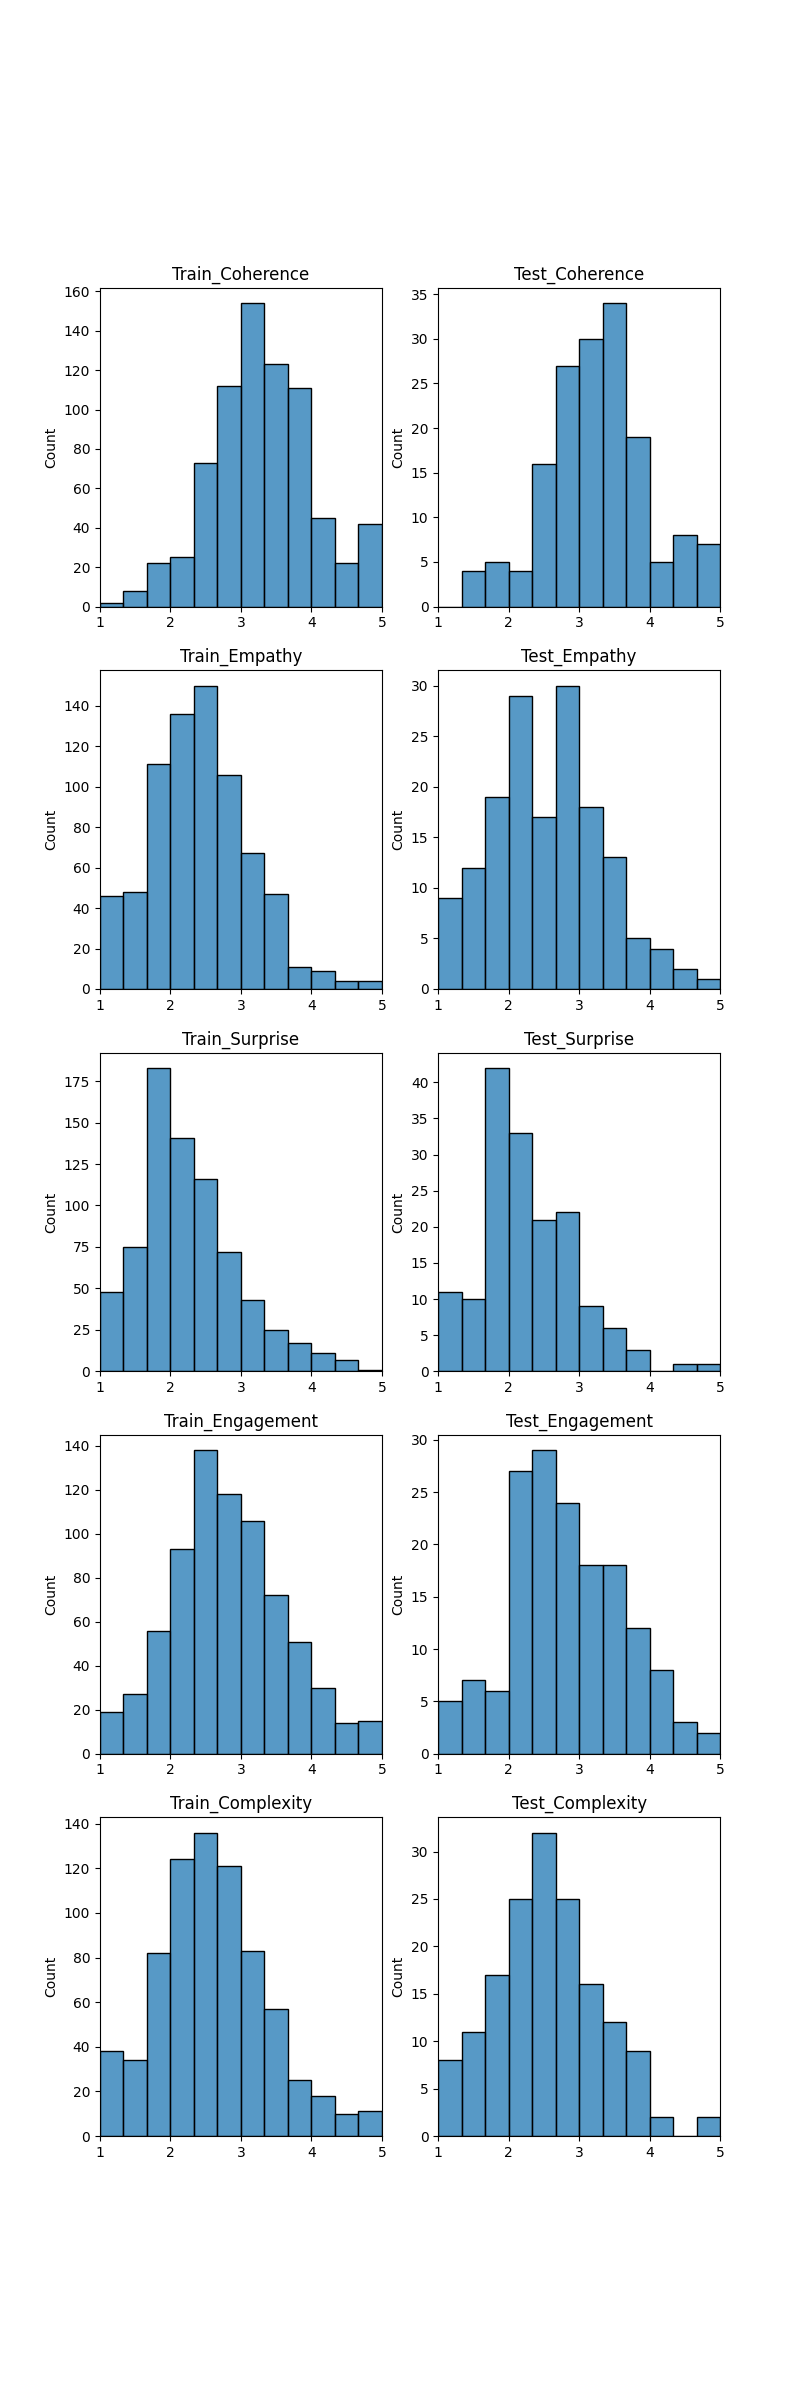 Train_Coherence
Test_Coherence
160
140
120
100
80
60
40
20
0
Count
1 2 3 4 5
35
30
25
20
15
10
5
0
Count
1 2 3 4 5
Train_Empathy
Test_Empathy
140
120
100
80
60
40
20
0
Count
1 2 3 4 5
30
25
20
15
10
5
0
Count
1 2 3 4 5
Train_Surprise
Test_Surprise
175
150
125
100
75
50
25
0
Count
1 2 3 4 5
40
35
30
25
20
15
10
5
0
Count
1 2 3 4 5
Train_Engagement
Test_Engagement
140
120
100
80
60
40
20
0
Count
1 2 3 4 5
30
25
20
15
10
5
0
Count
1 2 3 4 5
Train_Complexity
Test_Complexity
140
120
100
80
60
40
20
0
Count
1 2 3 4 5
30
25
20
15
10
5
0
Count
1 2 3 4 5